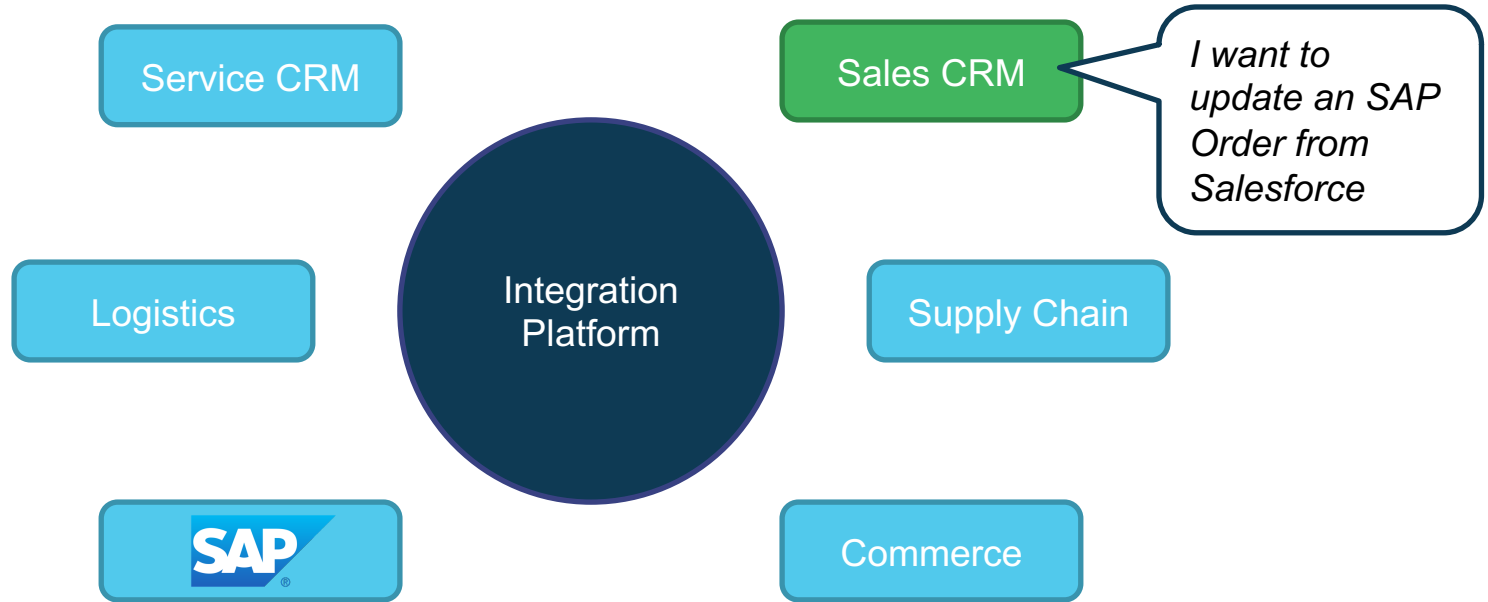 Service CRM
Sales CRM
I want to
update an SAP
Order from
Salesforce
Logistics
Integration
Platform
Supply Chain
SAP®
Commerce